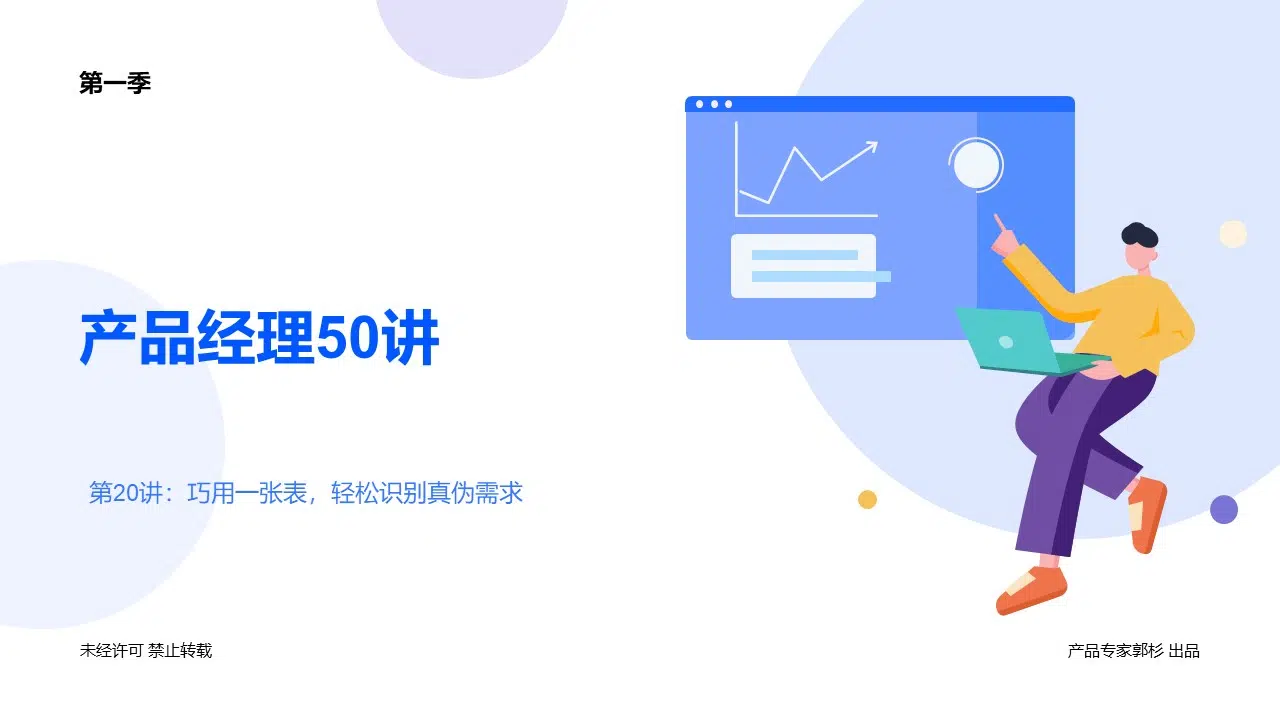 第一季
产品经理50讲
第20讲：巧用一张表，轻松识别真伪需求
未经许可 禁止转载
产品专家郭杉 出品